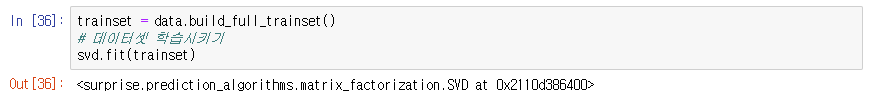 In [36]: trainset = data.build_full_trainset()
# 데이터셋 학습시키기
svd.fit(trainset)
Out[36]: <surprise.prediction_algorithms.matrix_factorization.SVD at 0x2110d386400>